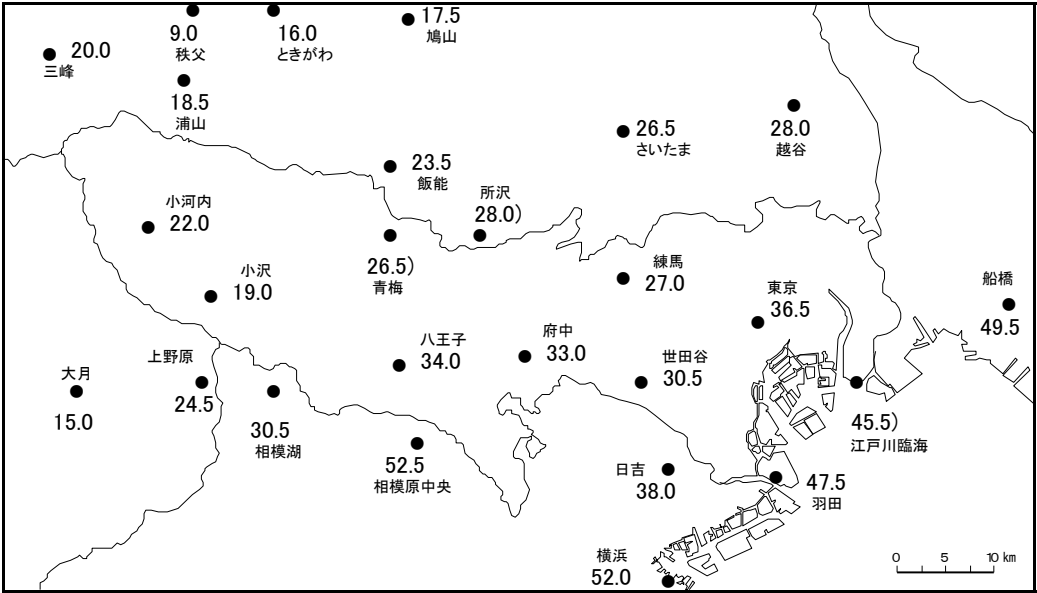 17.5
鳩山
9.0
秩父
16.0
ときがわ
20.0
三峰
18.5
浦山
26.5
さいたま
28.0
越谷
23.5
飯能
所沢
28.0)
小河内
22.0
26.5)
青梅
小沢
19.0
練馬
27.0
東京
36.5
船橋
49.5
八王子
34.0
府中
33.0
世田谷
30.5
上野原
24.5
大月
15.0
30.5
相模湖
52.5
相模原中央
45.5)
江戸川臨海
日吉
38.0
47.5
羽田
横浜
52.0
0 5 10 km